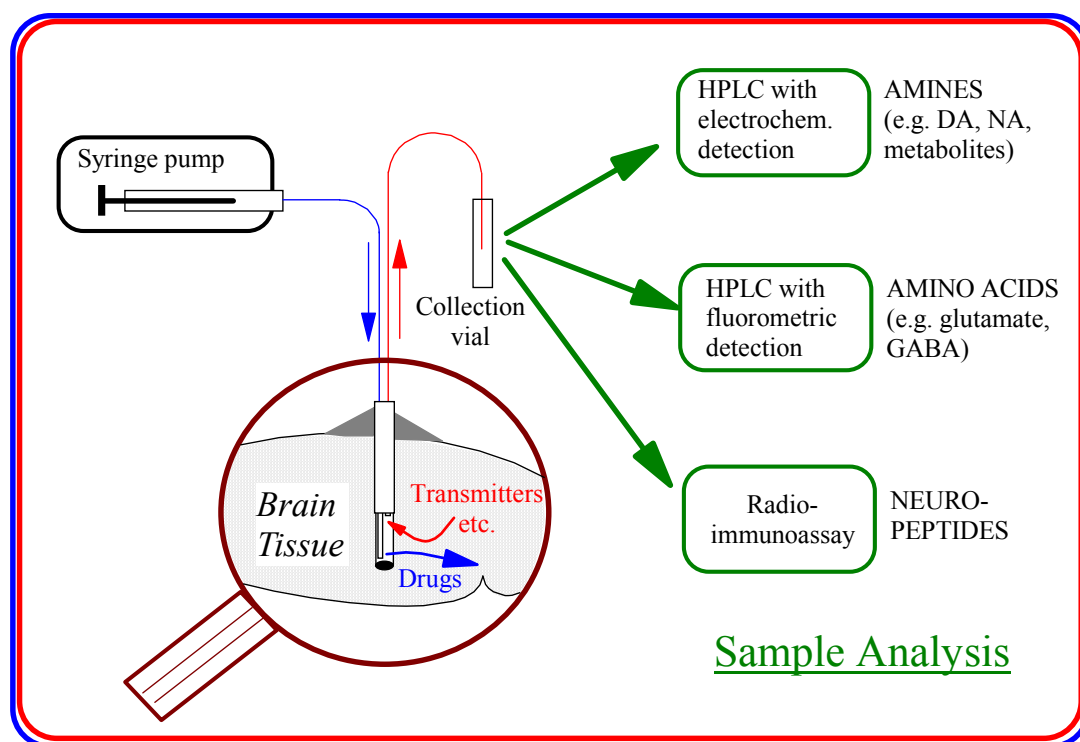 Syringe pump
Collection
vial
Brain
Tissue
Transmitters
etc.
Drugs
HPLC with
electrochem.
detection
AMINES
(e.g. DA, NA,
metabolites)
HPLC with
fluorometric
detection
AMINO ACIDS
(e.g. glutamate,
GABA)
Radio-
immunoassay
NEURO-
PEPTIDES
Sample Analysis